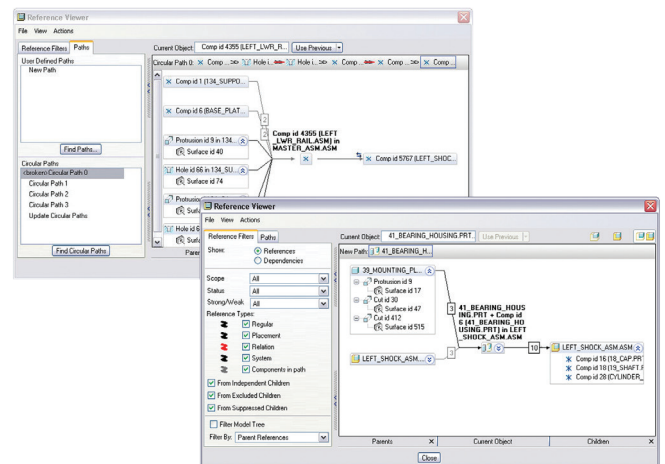 Reference Viewer
File View Actions
Reference Filters Paths
Current Object: Comp id 4355 (LEFT_LWR_R... Use Previous
User Defined Paths
New Path
Circular Path 0: Comp ... Hole i... Hole i... Comp ... Comp ... Comp ...
Comp id 1 (134_SUPPO...
Comp id 6 (BASE_PLAT...
2
2
Comp id 4355 (LEFT
_LWR_RAIL.ASM) in
MASTER_ASM.ASM
Protrusion id 9 in 134...
Surface id 40
Comp id 5767 (LEFT_SHOC...
Hole id 66 in 134_SU...
Surface id 74
Find Paths...
Circular Paths
(broken) Circular Path 0
Circular Path 1
Circular Path 2
Circular Path 3
Update Circular Paths
Find Circular Paths
Reference Viewer
File View Actions
Reference Filters Paths
Current Object: 41_BEARING_HOUSING.PRT. Use Previous
Show: References
Dependencies
New Path: 41_BEARING_H...
Scope All
Status All
Strong/Weak All
Reference Types:
Regular
Placement
Relation
System
Components in path
From Independent Children
From Excluded Children
From Suppressed Children
Filter Model Tree
Filter By: Parent References
39_MOUNTING_PL...
Protrusion id 9
Surface id 17
Cut id 30
Surface id 47
Cut id 412
Surface id 515
LEFT_SHOCK_ASM....
3
3
41_BEARING_HOUS
ING.PRT + Comp id
6 (41_BEARING_HO
USING.PRT) in LEFT
_SHOCK_ASM.ASM
10
LEFT_SHOCK_ASM.ASM
Comp id 16 (18_CAP.PR
Comp id 18 (19_SHAFT.F
Comp id 28 (CYLINDER_
Parents X Current Object Children X
Close